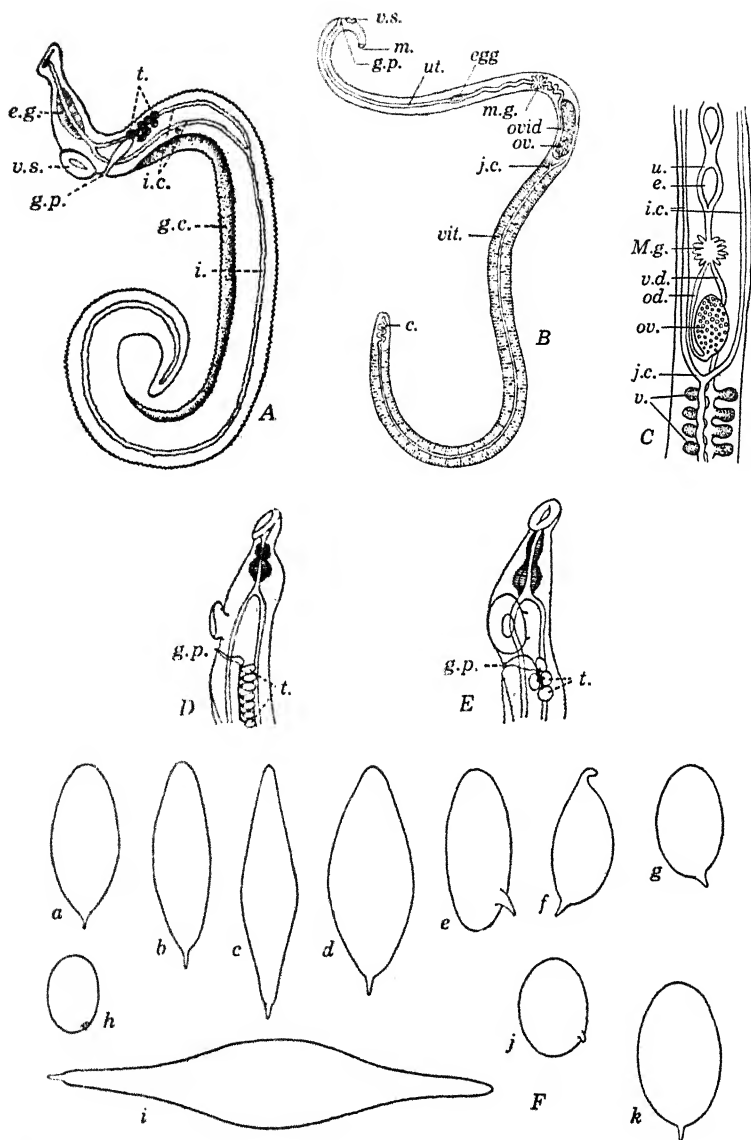 t.
e.g.
v.s.
g.p.
i.c.
g.c.
i.
A
v.s.
m.
g.p.
ut.
egg
m.g.
ovid
ov.
j.c.
vit.
c.
B
u.
e.
i.c.
M.g.
v.d.
od.
ov.
j.c.
v.
C
g.p.
t.
D
g.p.
t.
E
a
b
c
d
e
f
g
h
i
j
F
k